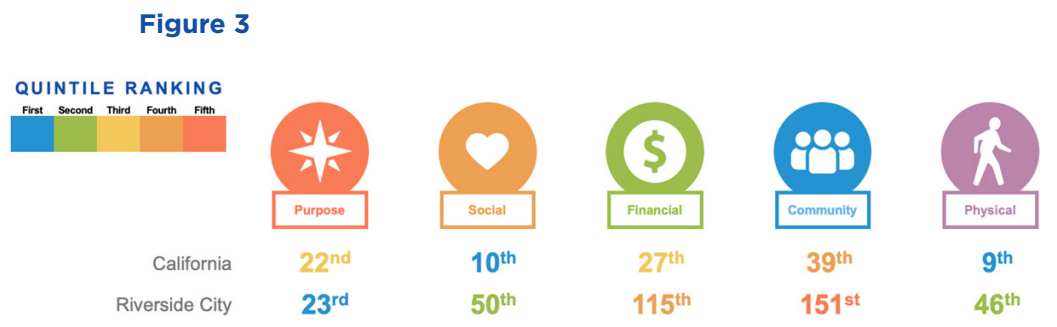 Figure 3
QUINTILE RANKING
First Second Third Fourth Fifth
Purpose Social Financial Community Physical
California 22nd 10th 27th 39th 9th
Riverside City 23rd 50th 115th 151st 46th